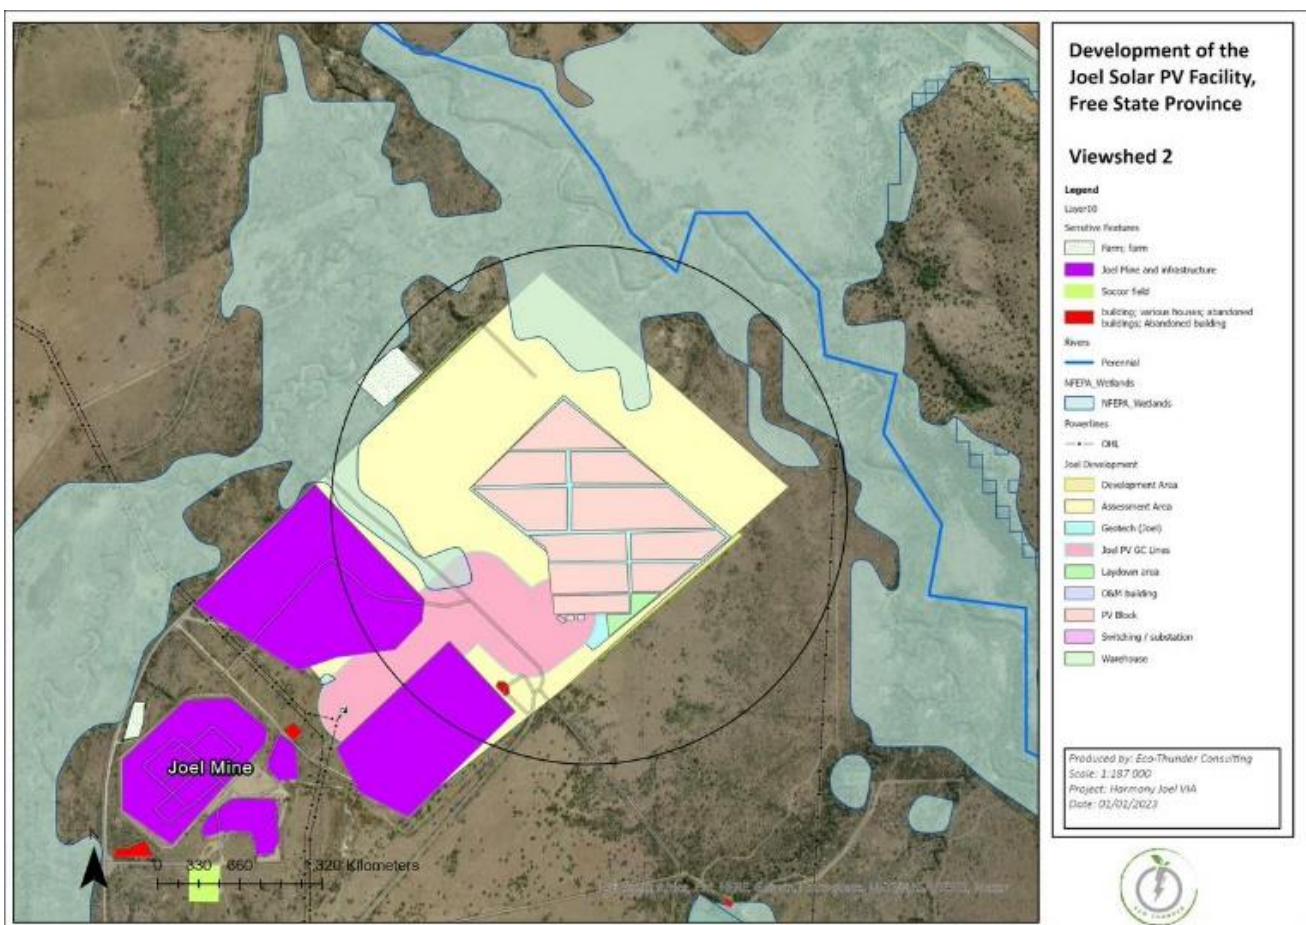 Development of the
Joel Solar PV Facility,
Free State Province
Viewshed 2
Legend
Layer10
Sensitive Features
Farm; farm
Joel Mine and infrastructure
Soccor field
building; various houses; abandoned
buildings; Abandoned building
Rivers
Perennial
NFEPA_Wetlands
NFEPA_Wetlands
Powerlines
OHL
Joel Development
Development Area
Assessment Area
Geotech (Joel)
Joel PV GC Lines
Laydown area
O&M building
PV Block
Switching / substation
Warehouse
Produced by: Eco-Thunder Consulting
Scale: 1:187 000
Project: Harmony Joel VIA
Date: 01/01/2023
Joel Mine
0 330 660 320 Kilometers
ECO THUNDER